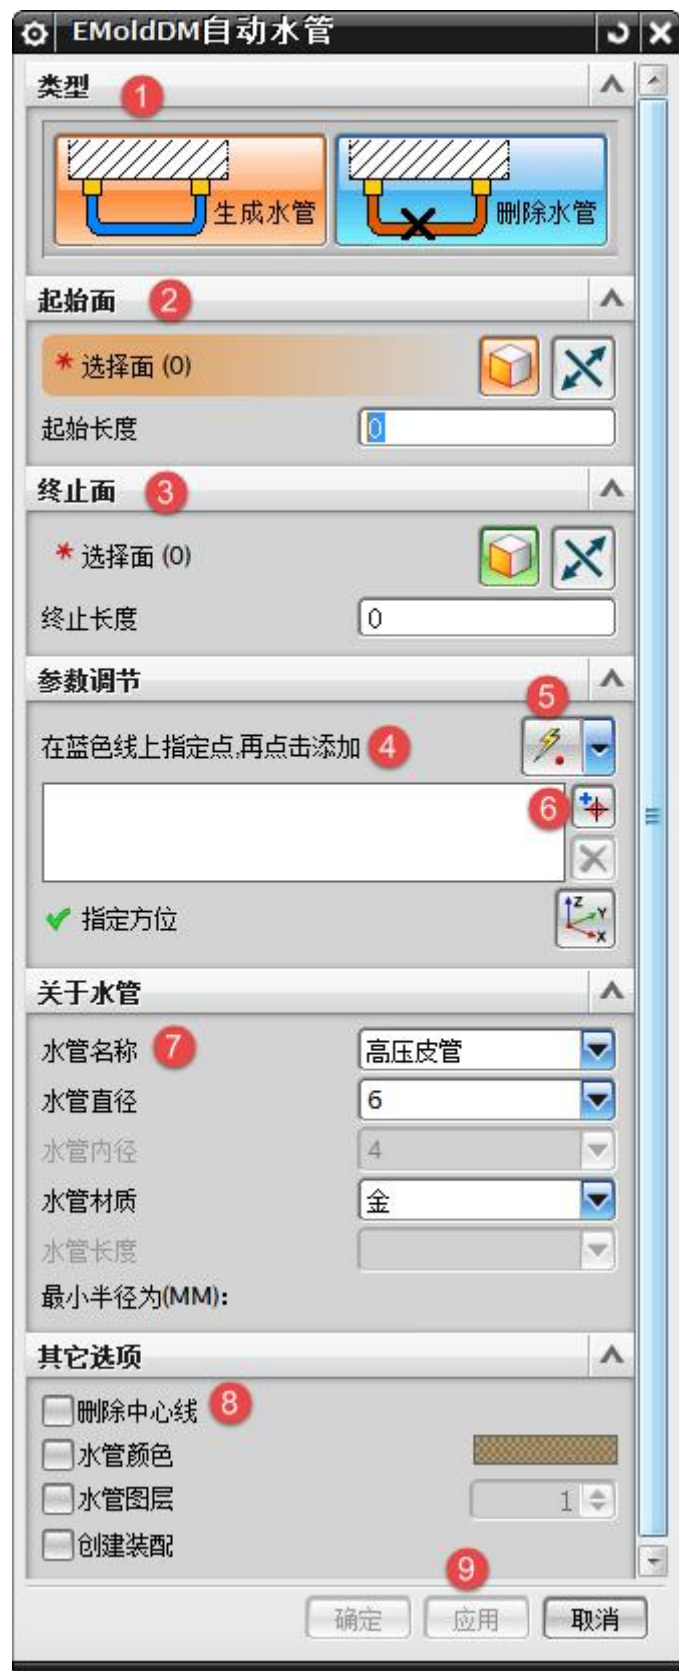 EMoldDM自动水管
类型 1
生成水管 删除水管
起始面 2
* 选择面 (0)
起始长度 0
终止面 3
* 选择面 (0)
终止长度 0
参数调节
5
在蓝色线上指定点,再点击添加 4
6
指定方位
Z
Y
X
关于水管
水管名称 7 高压皮管
水管直径 6
水管内径 4
水管材质 金
水管长度
最小半径为(MM):
其它选项
删除中心线 8
水管颜色
水管图层 1
创建装配
9
确定 应用 取消